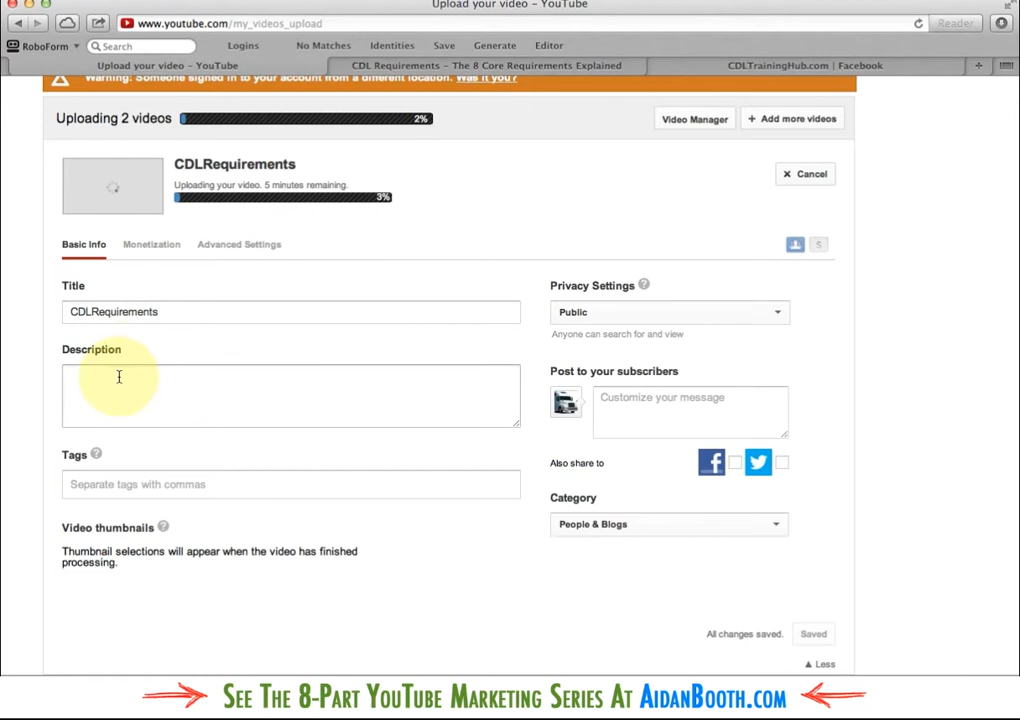 Upload your video – YouTube
www.youtube.com/my_videos_upload
Reader
RoboForm Search Logins No Matches Identities Save Generate Editor
Upload your video – YouTube CDL Requirements – The 8 Core Requirements Explained CDLTrainingHub.com | Facebook
Warning: Someone signed in to your account from a different location. Was it you?
Uploading 2 videos 2% Video Manager + Add more videos
CDLRequirements
Uploading your video. 5 minutes remaining.
3%
× Cancel
Basic Info Monetization Advanced Settings S
Title
CDLRequirements
Description
Tags ?
Separate tags with commas
Video thumbnails ?
Thumbnail selections will appear when the video has finished
processing.
Privacy Settings ?
Public
Anyone can search for and view
Post to your subscribers
Customize your message
Also share to
Category
People & Blogs
All changes saved. Saved
▲ Less
See The 8-Part YouTube Marketing Series At AidanBooth.com